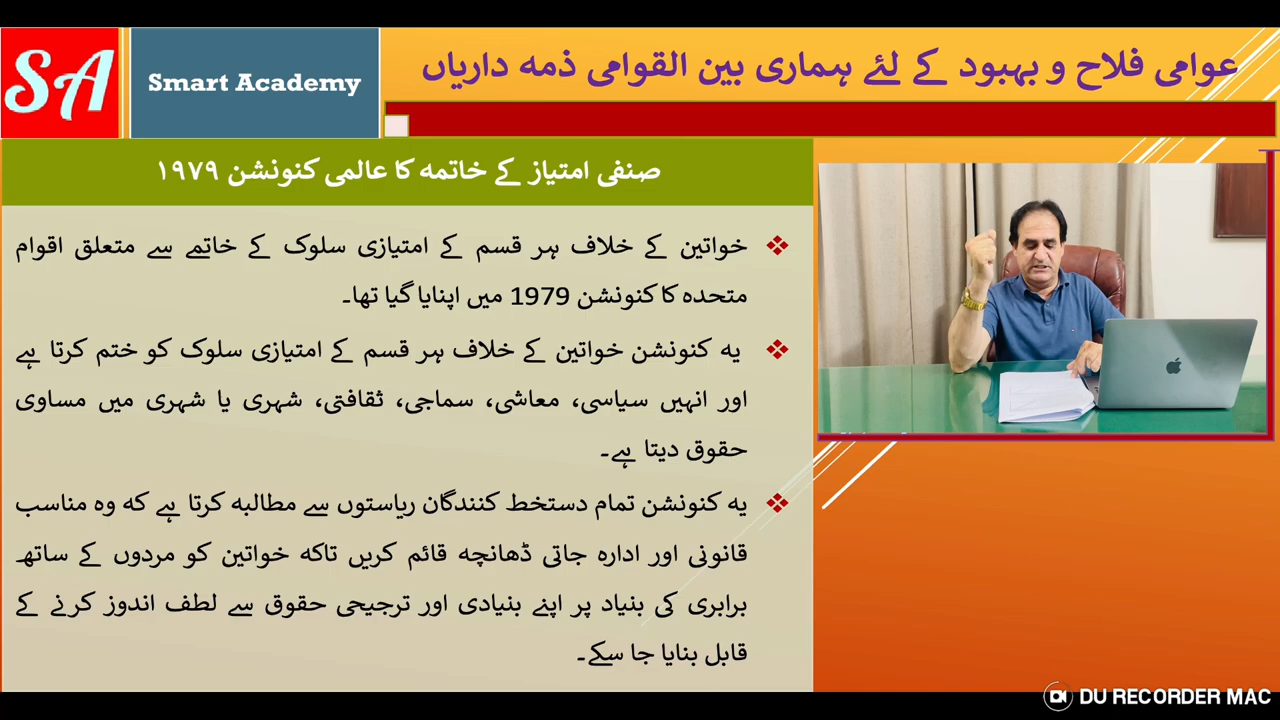 SA
Smart Academy
عوامی فلاح و بہبود کے لئے ہماری بین القوامی ذمہ داریاں
صنفی امتیاز کے خاتمہ کا عالمی کنونشن ۱۹۷۹
خواتین کے خلاف ہر قسم کے امتیازی سلوک کے خاتمے سے متعلق اقوام
متحدہ کا کنونشن 1979 میں اپنایا گیا تھا۔
یہ کنونشن خواتین کے خلاف ہر قسم کے امتیازی سلوک کو ختم کرتا ہے
اور انہیں سیاسی، معاشی، سماجی، ثقافتی، شہری یا شہری میں مساوی
حقوق دیتا ہے۔
یہ کنونشن تمام دستخط کنندگان ریاستوں سے مطالبہ کرتا ہے کہ وہ مناسب
قانونی اور ادارہ جاتی ڈھانچہ قائم کریں تاکہ خواتین کو مردوں کے ساتھ
برابری کی بنیاد پر اپنے بنیادی اور ترجیحی حقوق سے لطف اندوز کرنے کے
قابل بنایا جا سکے۔
DU RECORDER MAC